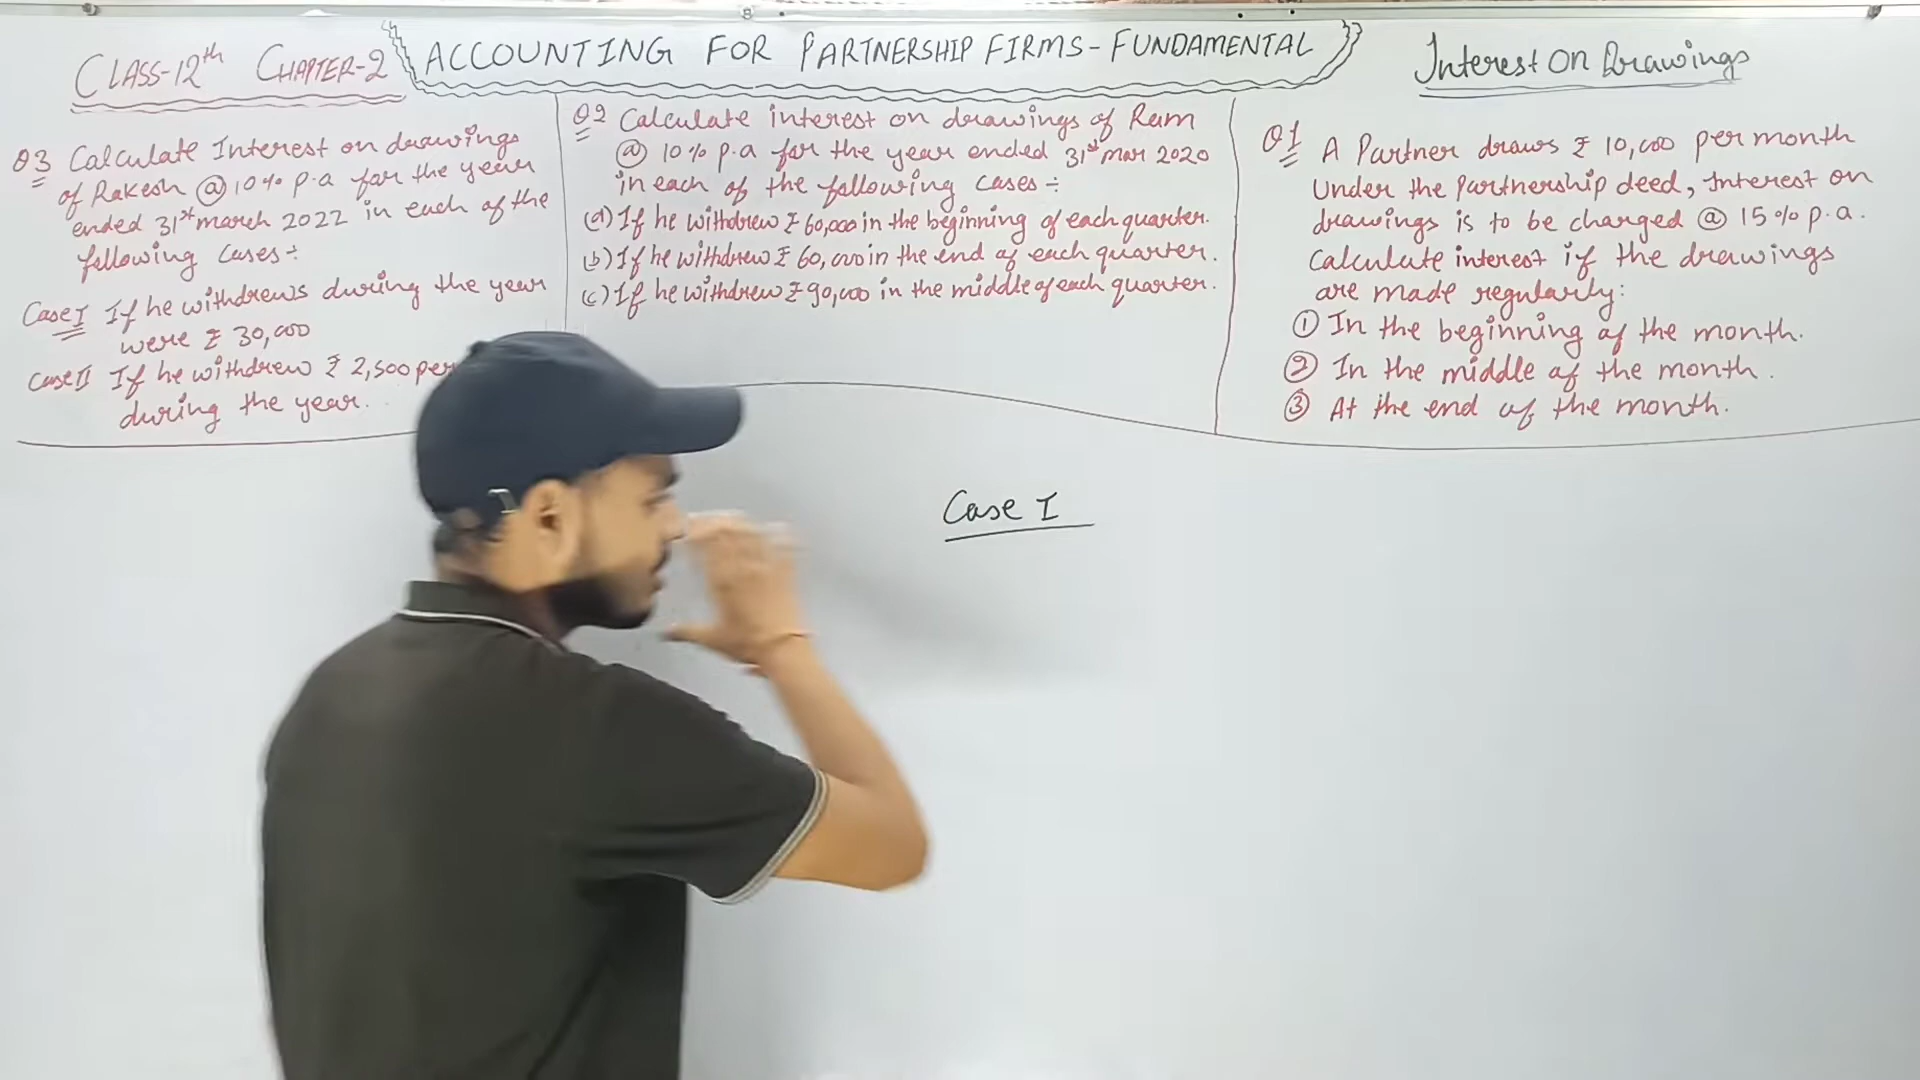 CLASS-12th CHAPTER-2
ACCOUNTING FOR PARTNERSHIP FIRMS-FUNDAMENTAL
Interest On Drawings
Q3 Calculate Interest on drawings
of Rakesh @ 10% p.a for the year
ended 31st march 2022 in each of the
following cases:-
Case I If he withdrews during the year
were ₹ 30,000
Case II If he withdrew ₹ 2,500 per
during the year.
Q2 Calculate interest on drawings of Ram
@ 10% p.a for the year ended 31st mar 2020
in each of the following cases:-
(a) If he withdrew ₹ 60,000 in the beginning of each quarter.
(b) If he withdrew ₹ 60,000 in the end of each quarter.
(c) If he withdrew ₹ 90,000 in the middle of each quarter.
Q1 A Partner draws ₹ 10,000 per month
under the partnership deed, Interest on
drawings is to be charged @ 15% p.a.
Calculate interest if the drawings
are made regularly:
① In the beginning of the month.
② In the middle of the month.
③ At the end of the month.
Case I